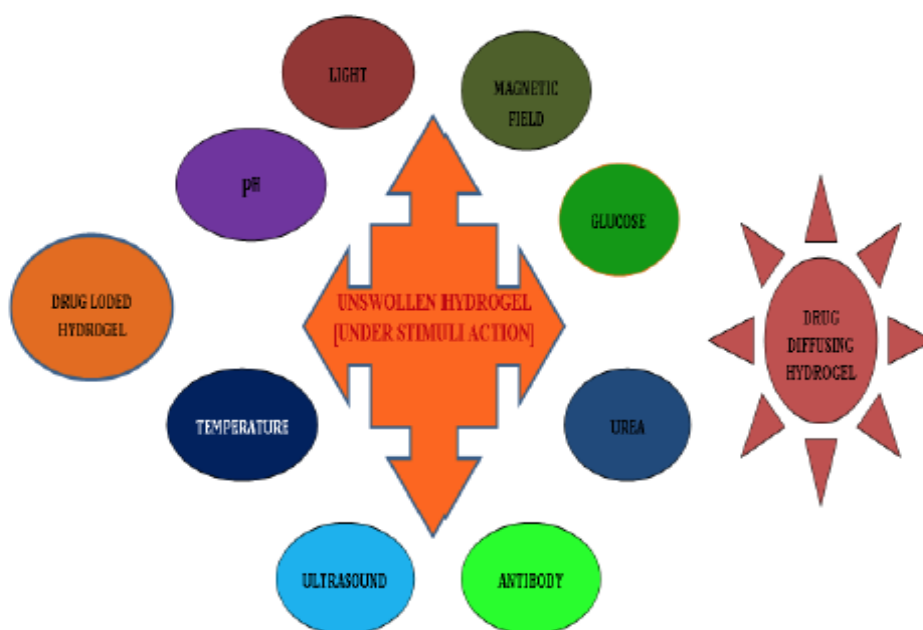 LIGHT
MAGNETIC
FIELD
pH
GLUCOSE
DRUG LODED
HYDROGEL
UNSWOLLEN HYDROGEL
[UNDER STIMULI ACTION]
DRUG
DIFFUSING
HYDROGEL
TEMPERATURE
UREA
ULTRASOUND
ANTIBODY